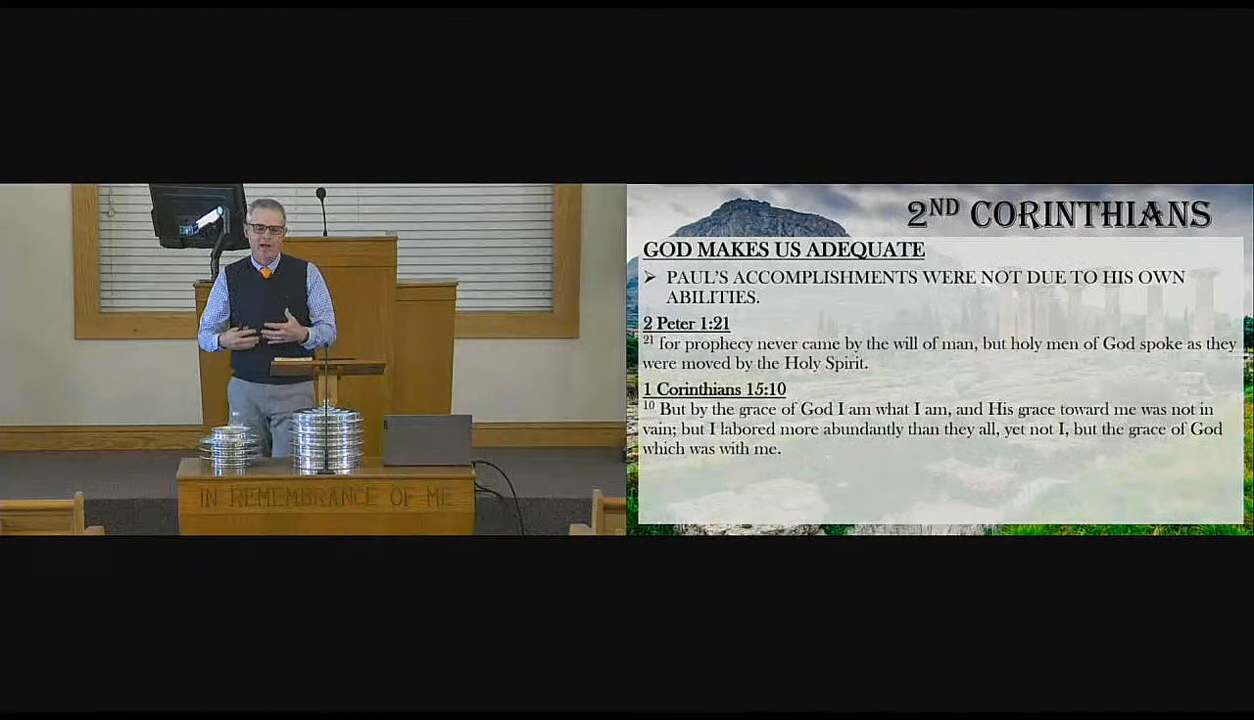 2ND CORINTHIANS
GOD MAKES US ADEQUATE
➢ PAUL'S ACCOMPLISHMENTS WERE NOT DUE TO HIS OWN
ABILITIES.
2 Peter 1:21
21 for prophecy never came by the will of man, but holy men of God spoke as they
were moved by the Holy Spirit.
1 Corinthians 15:10
10 But by the grace of God I am what I am, and His grace toward me was not in
vain; but I labored more abundantly than they all, yet not I, but the grace of God
which was with me.
IN REMEMBRANCE OF ME